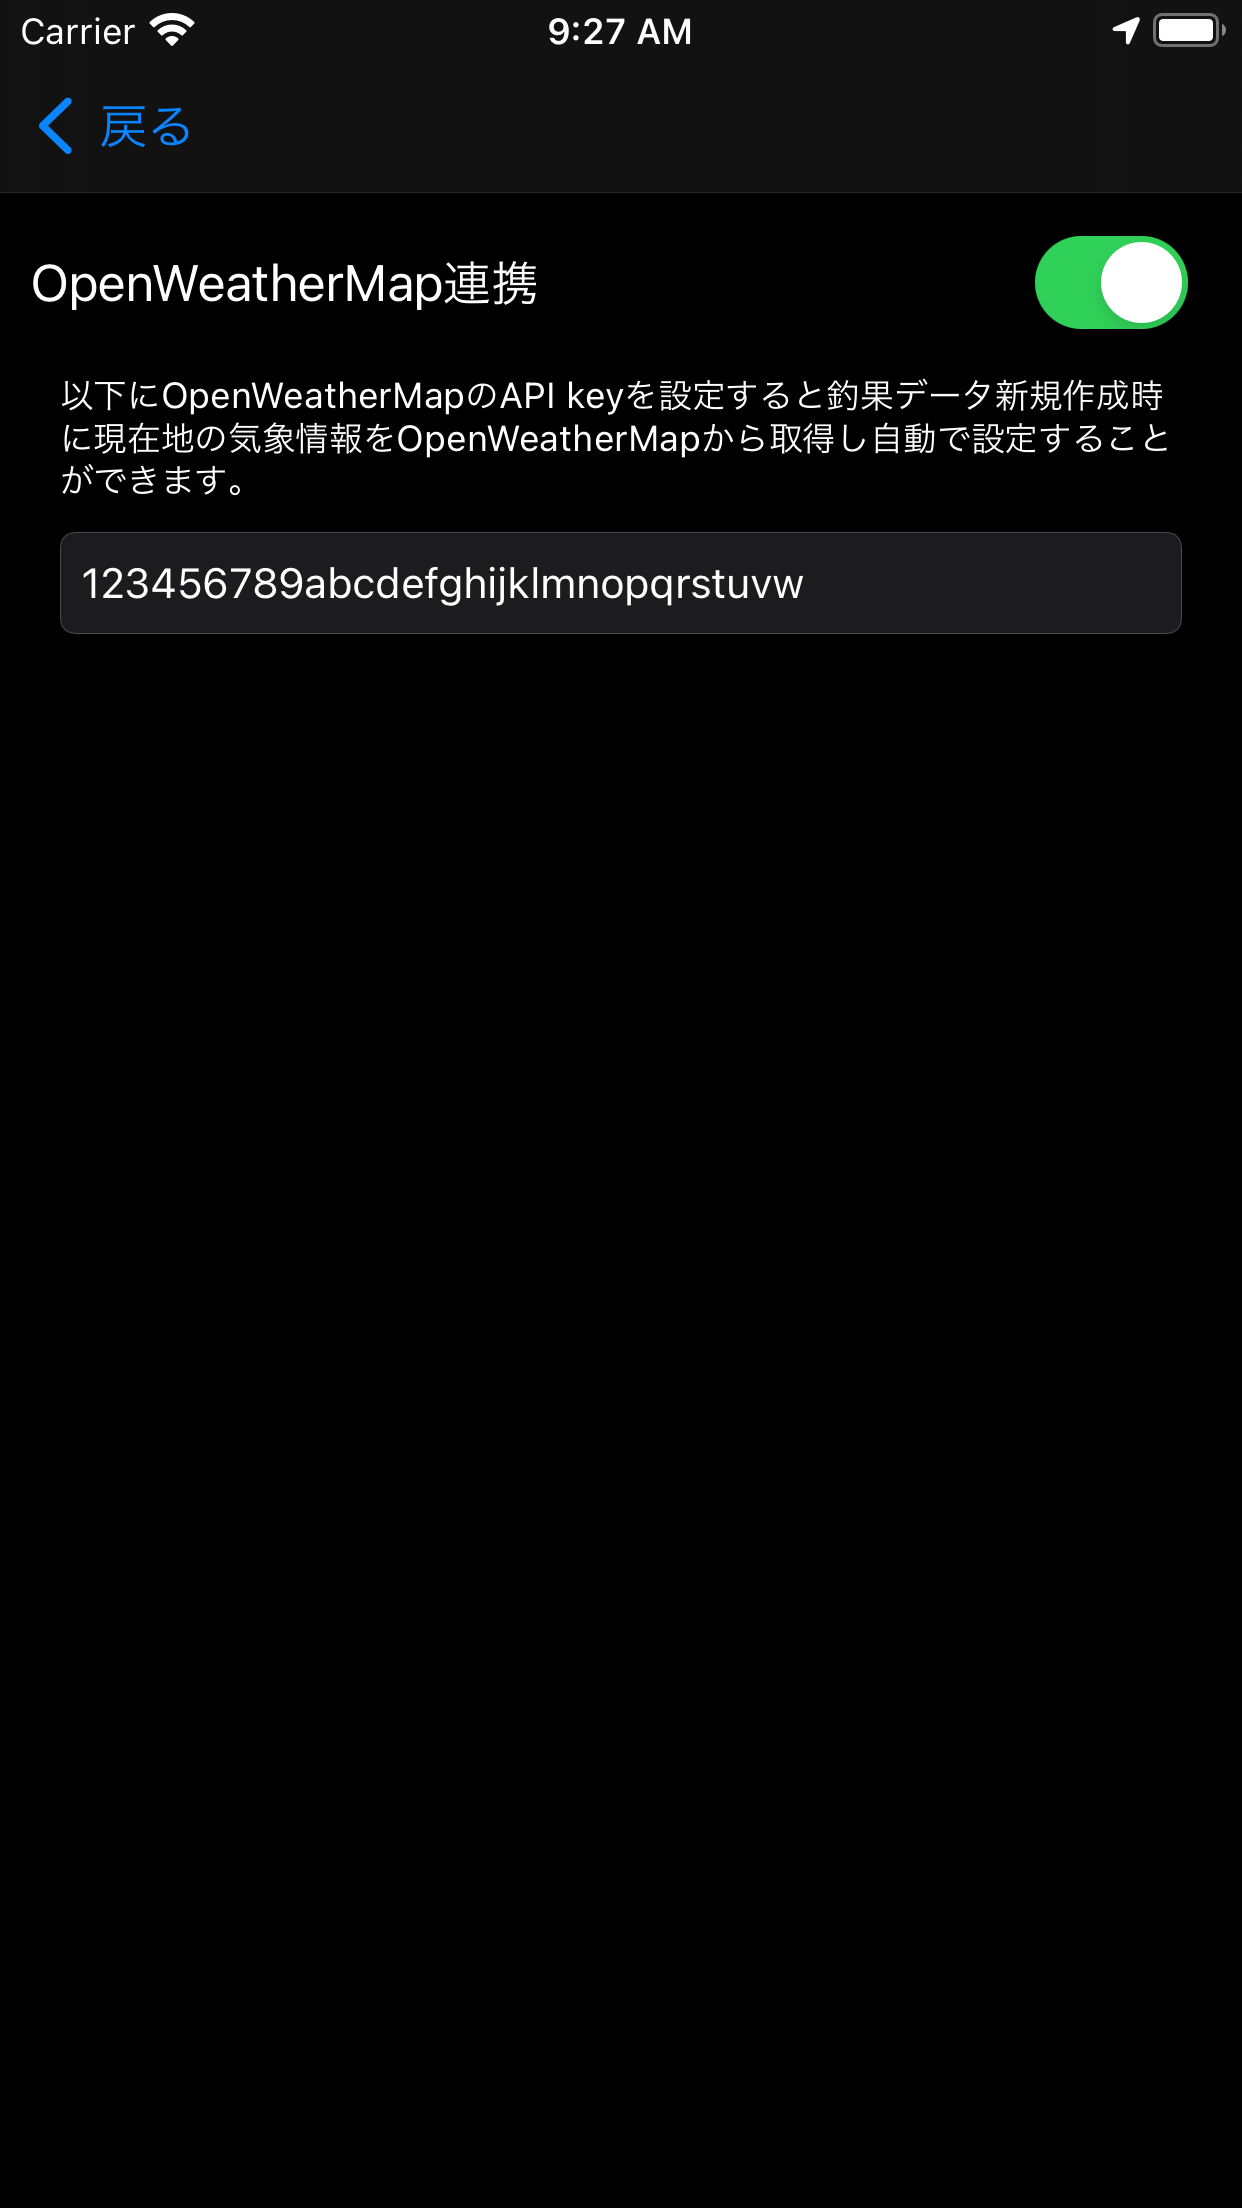 Carrier 9:27 AM
戻る
OpenWeatherMap連携
以下にOpenWeatherMapのAPI keyを設定すると釣果データ新規作成時
に現在地の気象情報をOpenWeatherMapから取得し自動で設定すること
ができます。
123456789abcdefghijklmnopqrstuvw